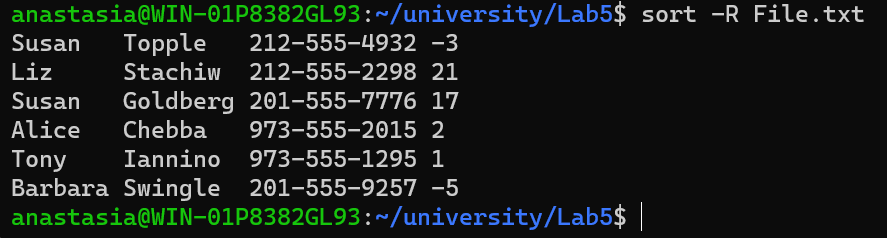 anastasia@WIN-01P8382GL93:~/university/Lab5$ sort -R File.txt
Susan   Topple   212-555-4932 -3
Liz     Stachiw  212-555-2298 21
Susan   Goldberg 201-555-7776 17
Alice   Chebba   973-555-2015 2
Tony    Iannino  973-555-1295 1
Barbara Swingle  201-555-9257 -5
anastasia@WIN-01P8382GL93:~/university/Lab5$